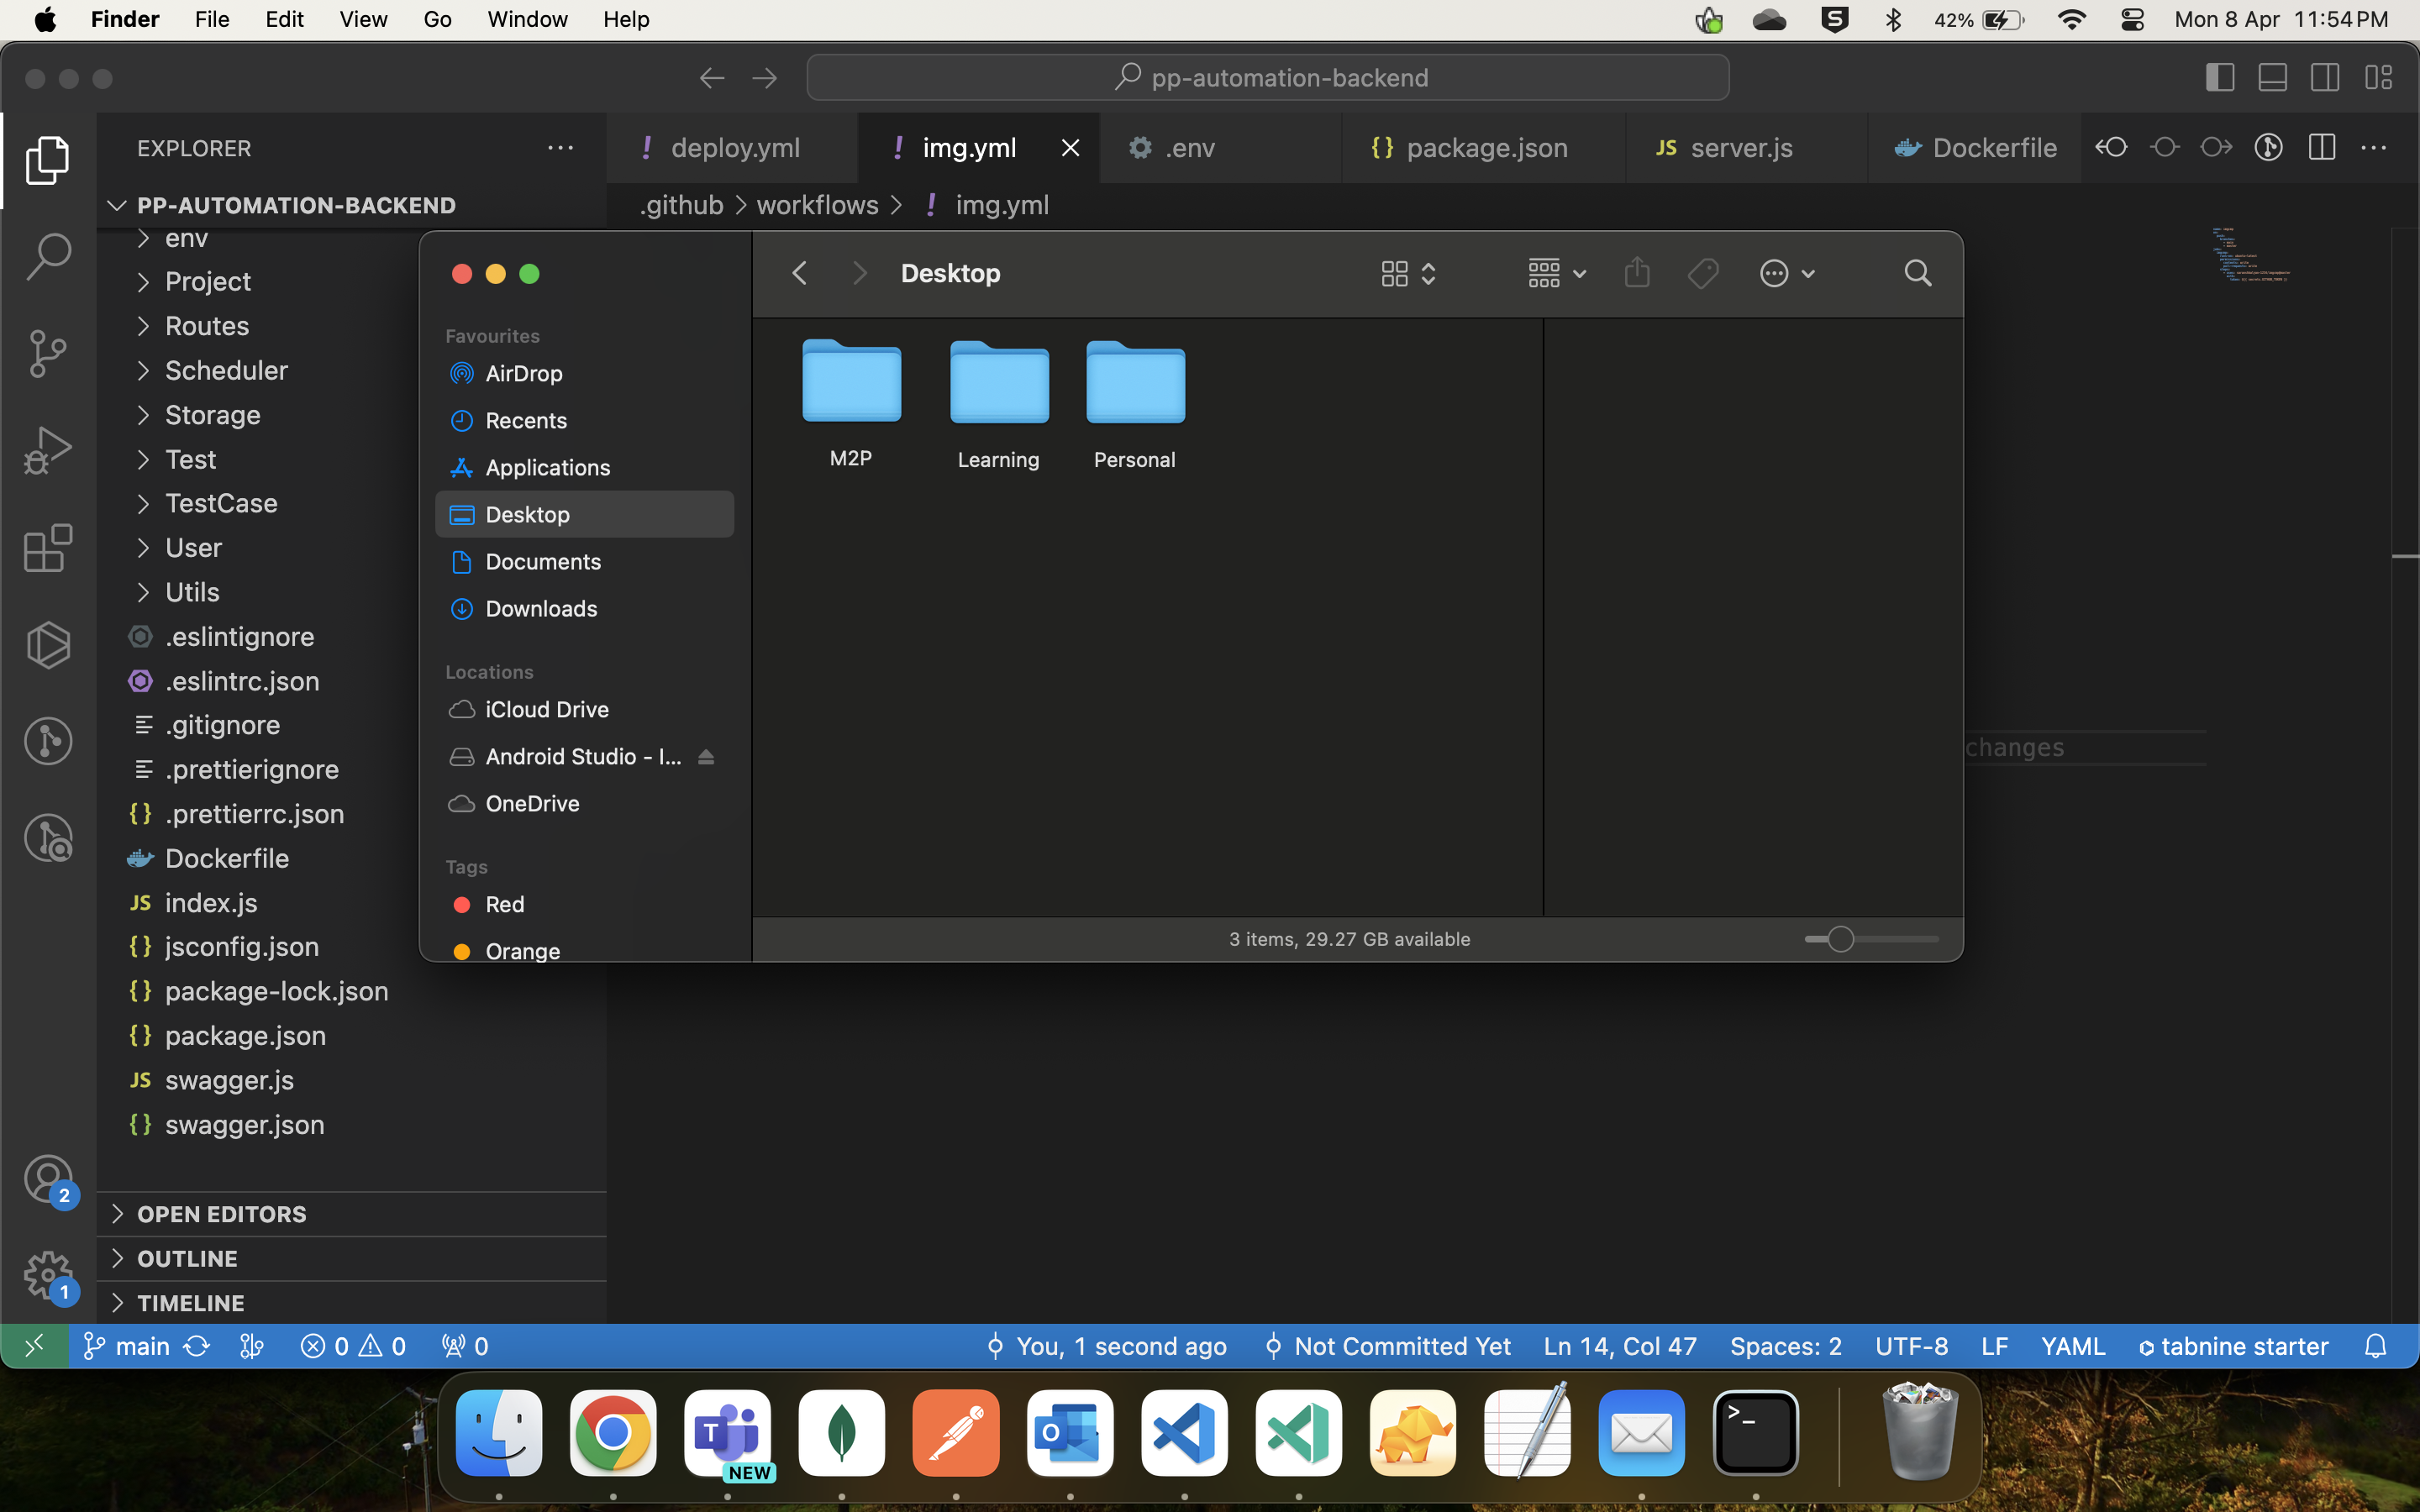 Finder File Edit View Go Window Help 42% Mon 8 Apr 11:54 PM
pp-automation-backend
EXPLORER
deploy.yml
img.yml
.env
package.json
JS server.js
Dockerfile
PP-AUTOMATION-BACKEND
.github > workflows > ! img.yml
env
Project
Routes
Scheduler
Storage
Test
TestCase
User
Utils
.eslintignore
.eslintrc.json
.gitignore
.prettierignore
.prettierrc.json
Dockerfile
JS index.js
jsconfig.json
package-lock.json
package.json
JS swagger.js
swagger.json
OPEN EDITORS
OUTLINE
TIMELINE
2
1
Desktop
Favourites
AirDrop
Recents
Applications
Desktop
Documents
Downloads
Locations
iCloud Drive
Android Studio - I...
OneDrive
Tags
Red
Orange
M2P
Learning
Personal
3 items, 29.27 GB available
changes
main 0 0 0 You, 1 second ago Not Committed Yet Ln 14, Col 47 Spaces: 2 UTF-8 LF YAML tabnine starter
T
NEW
O